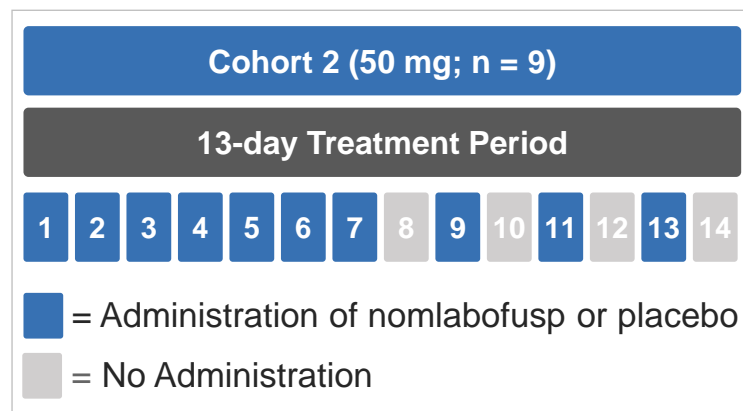 Cohort 2 (50 mg; n = 9)
13-day Treatment Period
1 2 3 4 5 6 7 8 9 10 11 12 13 14
= Administration of nomlabofusp or placebo
= No Administration